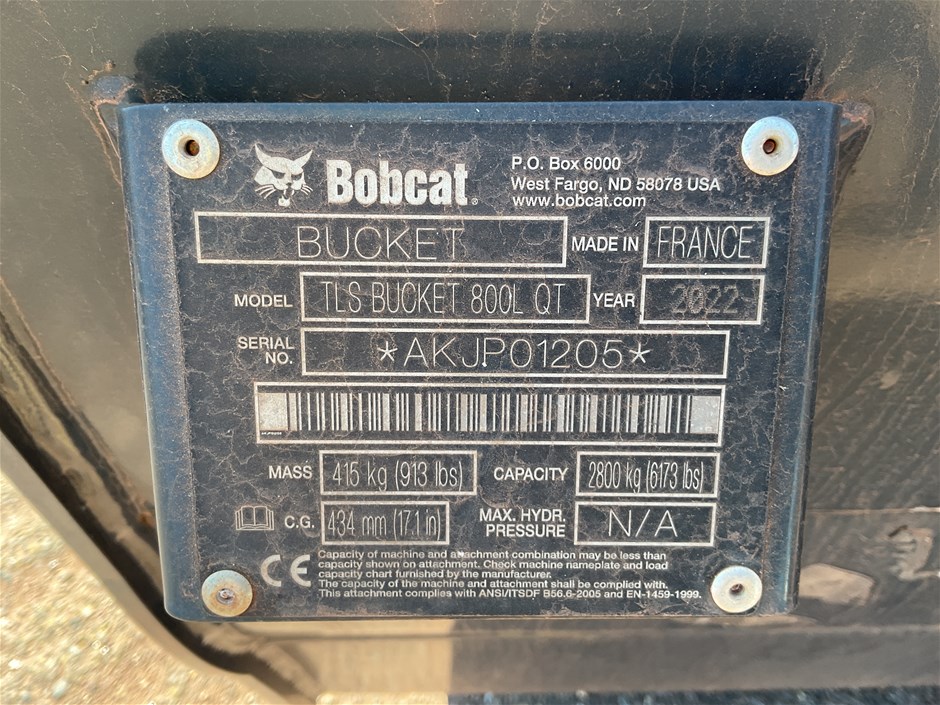 Bobcat
P.O. Box 6000
West Fargo, ND 58078 USA
www.bobcat.com
BUCKET MADE IN FRANCE
MODEL TLS BUCKET 800L QT YEAR 2022
SERIAL NO. *AKJP01205*
MASS 415 kg (913 lbs) CAPACITY 2800 kg (6173 lbs)
C.G. 434 mm (17.1 in) MAX. HYDR. PRESSURE N/A
CE
Capacity of machine and attachment combination may be less than
capacity shown on attachment. Check machine nameplate and load
capacity chart furnished by the manufacturer.
The capacity of the machine and attachment shall be complied with.
This attachment complies with ANSI/ITSDF B56.6-2005 and EN-1459-1999.